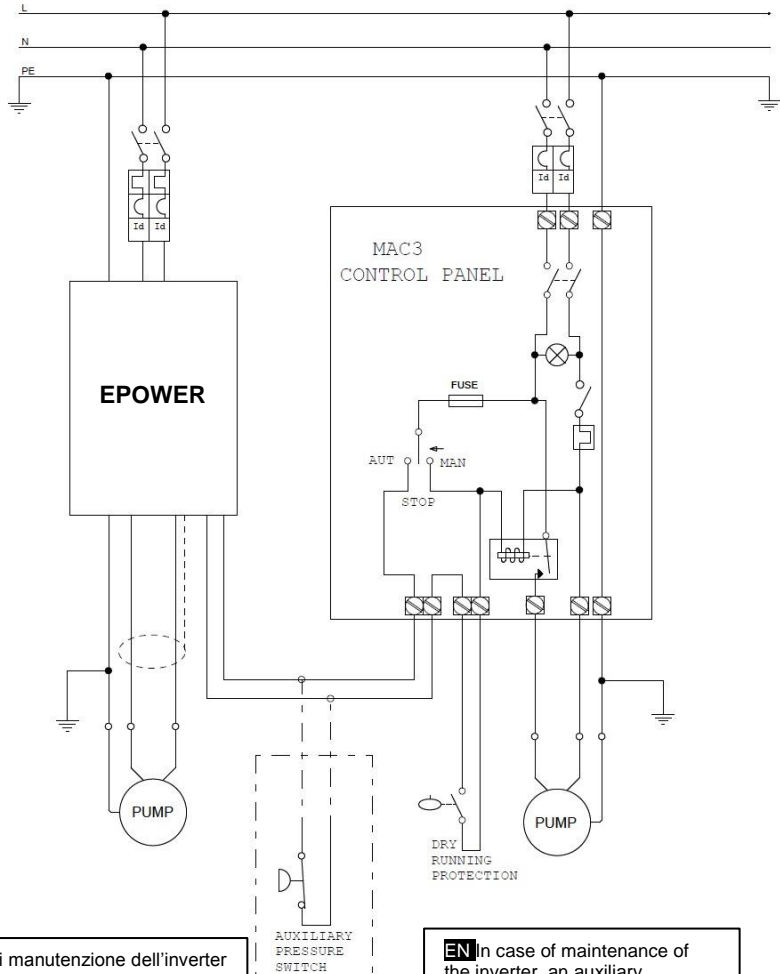 L
N
PE
Id Id
Id Id
MAC3
CONTROL PANEL
EPOWER
FUSE
AUT
MAN
STOP
PUMP
PUMP
DRY
RUNNING
PROTECTION
AUXILIARY
PRESSURE
SWITCH
i manutenzione dell'inverter
EN In case of maintenance of
the inverter, an auxiliary